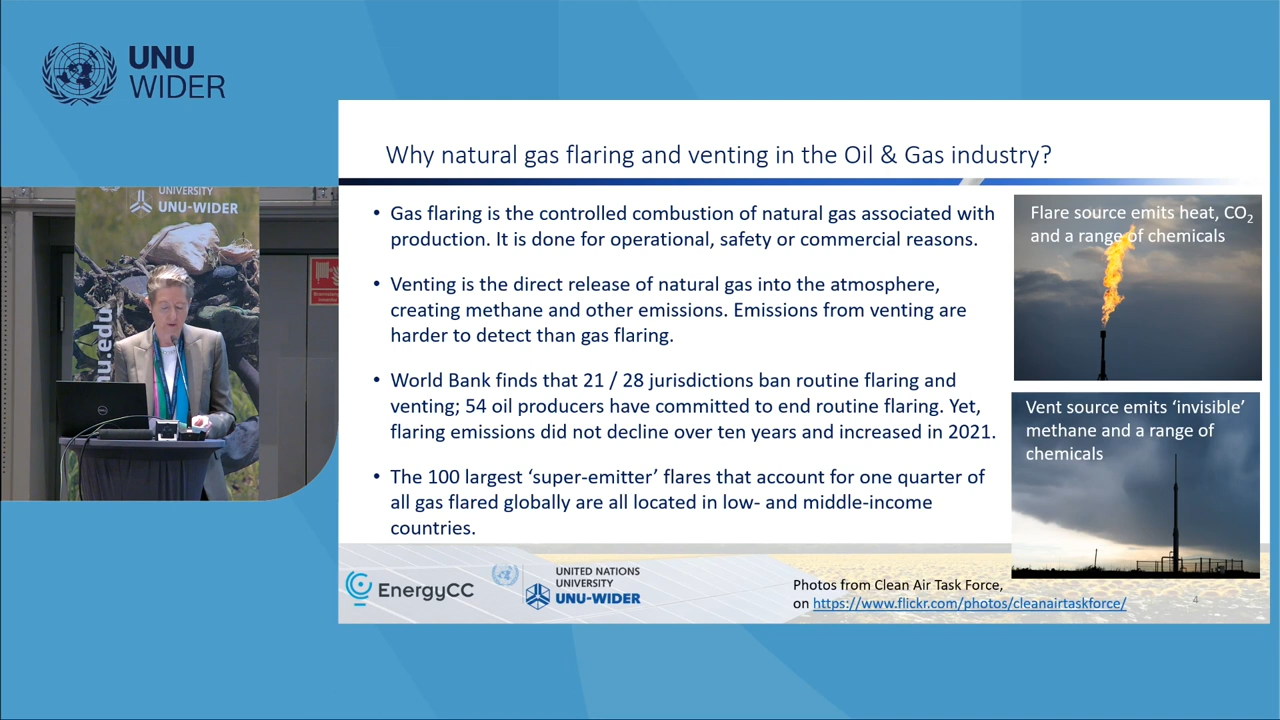 UNU
WIDER
UNIVERSITY
UNU-WIDER
nu.edu
DELL
Why natural gas flaring and venting in the Oil & Gas industry?
• Gas flaring is the controlled combustion of natural gas associated with
production. It is done for operational, safety or commercial reasons.
• Venting is the direct release of natural gas into the atmosphere,
creating methane and other emissions. Emissions from venting are
harder to detect than gas flaring.
• World Bank finds that 21 / 28 jurisdictions ban routine flaring and
venting; 54 oil producers have committed to end routine flaring. Yet,
flaring emissions did not decline over ten years and increased in 2021.
• The 100 largest ‘super-emitter’ flares that account for one quarter of
all gas flared globally are all located in low- and middle-income
countries.
Flare source emits heat, CO₂
and a range of chemicals
Vent source emits ‘invisible’
methane and a range of
chemicals
EnergyCC
UNITED NATIONS
UNIVERSITY
UNU-WIDER
Photos from Clean Air Task Force,
on https://www.flickr.com/photos/cleanairtaskforce/
4